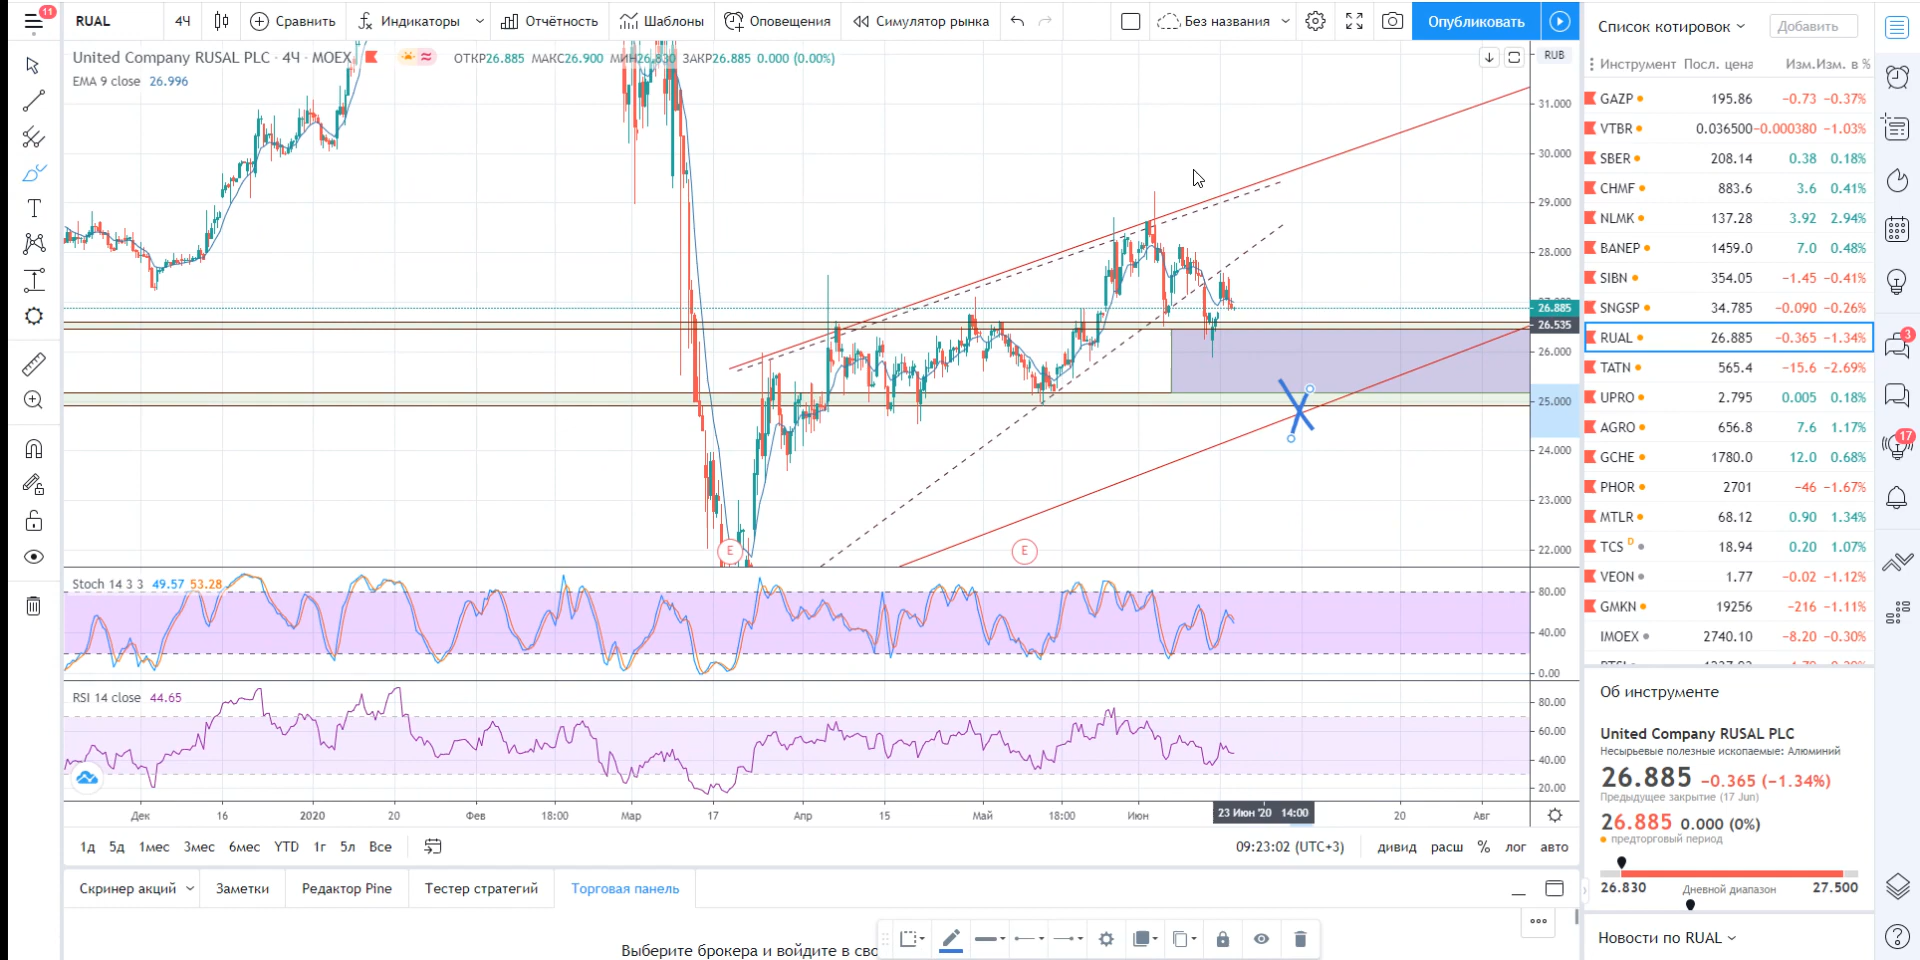 11
RUAL
4Ч
Сравнить
Индикаторы
Отчётность
Шаблоны
Оповещения
Симулятор рынка
Без названия
Опубликовать
United Company RUSAL PLC · 4Ч · MOEX
ОТКР26.885 МАКС26.900 МИН26.830 ЗАКР26.885 0.000 (0.00%)
EMA 9 close 26.996
RUB
31.000
30.000
29.000
28.000
26.885
26.535
26.000
25.000
24.000
23.000
22.000
E
E
Stoch 14 3 3 49.57 53.28
80.00
40.00
0.00
RSI 14 close 44.65
80.00
60.00
40.00
20.00
Дек
16
2020
20
Фев
18:00
Мар
17
Апр
15
Май
18:00
Июн
23 Июн '20 14:00
20
Авг
1д 5д 1мес 3мес 6мес YTD 1г 5л Все
09:23:02 (UTC+3)
дивид расш % лог авто
Скринер акций
Заметки
Редактор Pine
Тестер стратегий
Торговая панель
Выберите брокера и войдите в сво
Список котировок
Добавить
Инструмент Посл. цена Изм. Изм. в %
GAZP 195.86 −0.73 −0.37%
VTBR 0.036500 −0.000380 −1.03%
SBER 208.14 0.38 0.18%
CHMF 883.6 3.6 0.41%
NLMK 137.28 3.92 2.94%
BANEP 1459.0 7.0 0.48%
SIBN 354.05 −1.45 −0.41%
SNGSP 34.785 −0.090 −0.26%
RUAL 26.885 −0.365 −1.34%
TATN 565.4 −15.6 −2.69%
UPRO 2.795 0.005 0.18%
AGRO 656.8 7.6 1.17%
GCHE 1780.0 12.0 0.68%
PHOR 2701 −46 −1.67%
MTLR 68.12 0.90 1.34%
TCS D 18.94 0.20 1.07%
VEON 1.77 −0.02 −1.12%
GMKN 19256 −216 −1.11%
IMOEX 2740.10 −8.20 −0.30%
Об инструменте
United Company RUSAL PLC
Несырьевые полезные ископаемые: Алюминий
26.885 −0.365 (−1.34%)
Предыдущее закрытие (17 Jun)
26.885 0.000 (0%)
предторговый период
26.830 Дневной диапазон 27.500
Новости по RUAL
3
17